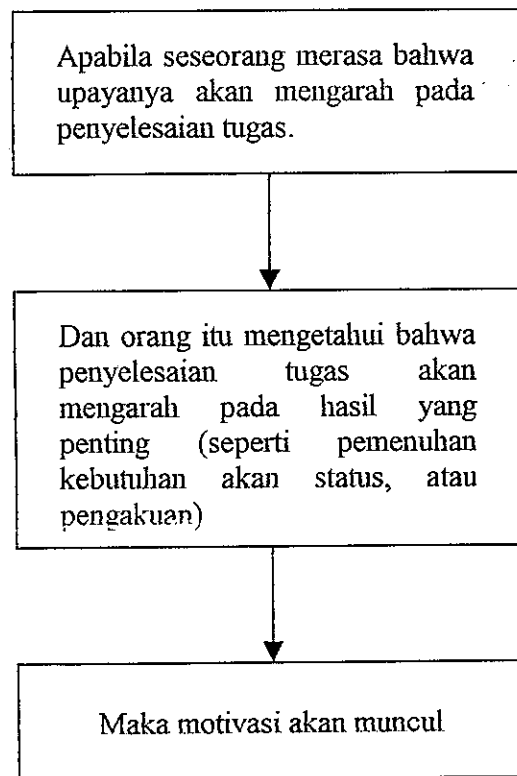 Apabila seseorang merasa bahwa
upayanya akan mengarah pada
penyelesaian tugas.
Dan orang itu mengetahui bahwa
penyelesaian tugas akan
mengarah pada hasil yang
penting (seperti pemenuhan
kebutuhan akan status, atau
pengakuan)
Maka motivasi akan muncul